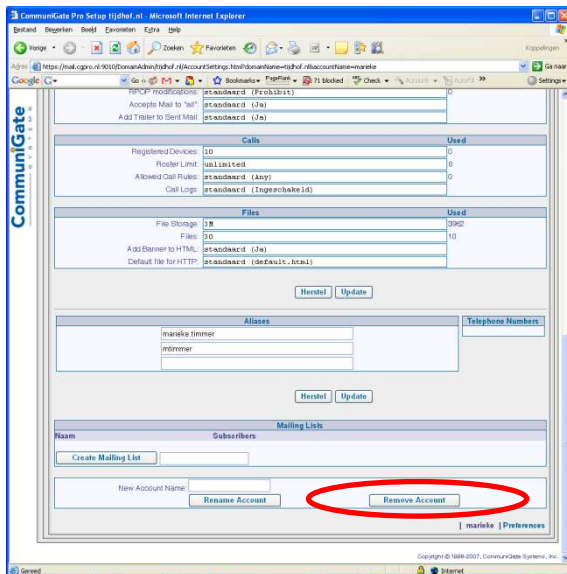 CommuniGate Pro Setup tijdhof.nl - Microsoft Internet Explorer
Bestand Bewerken Beeld Favorieten Extra Help
Vorige Zoeken Favorieten Koppelingen
Adres https://mail.cgpro.nl:9010/DomainAdmin/tijdhof.nl/AccountSettings.html?domainName=tijdhof.nl&accountName=marieke Ga naar
Google G Go Bookmarks PageRank 71 blocked Check AutoLink AutoFill Settings
CommuniGate
RPOP modifications: standaard (Prohibit) 0
Accepts Mail to "all": standaard (Ja)
Add Trailer to Sent Mail: standaard (Ja)
Calls Used
Registered Devices: 10 0
Roster Limit: unlimited 8
Allowed Call Rules: standaard (Any) 0
Call Logs: standaard (Ingeschakeld)
Files Used
File Storage: 3M 3962
Files: 30 10
Add Banner to HTML: standaard (Ja)
Default file for HTTP: standaard (default.html)
Herstel Update
Aliases Telephone Numbers
marieke.timmer
mtimmer
Herstel Update
Mailing Lists
Naam Subscribers
Create Mailing List
New Account Name:
Rename Account Remove Account
| marieke | Preferences
Copyright © 1998-2007, CommuniGate Systems, Inc.
Gereed Internet